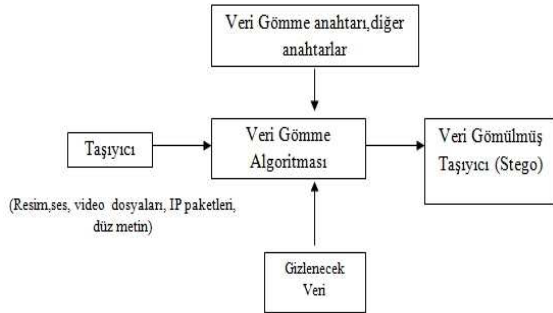 Veri Gömme anahtarı,diğer
anahtarlar
Taşıyıcı
Veri Gömme
Algoritması
Veri Gömülmüş
Taşıyıcı (Stego)
(Resim,ses, video dosyaları, IP paketleri,
düz metin)
Gizlenecek
Veri